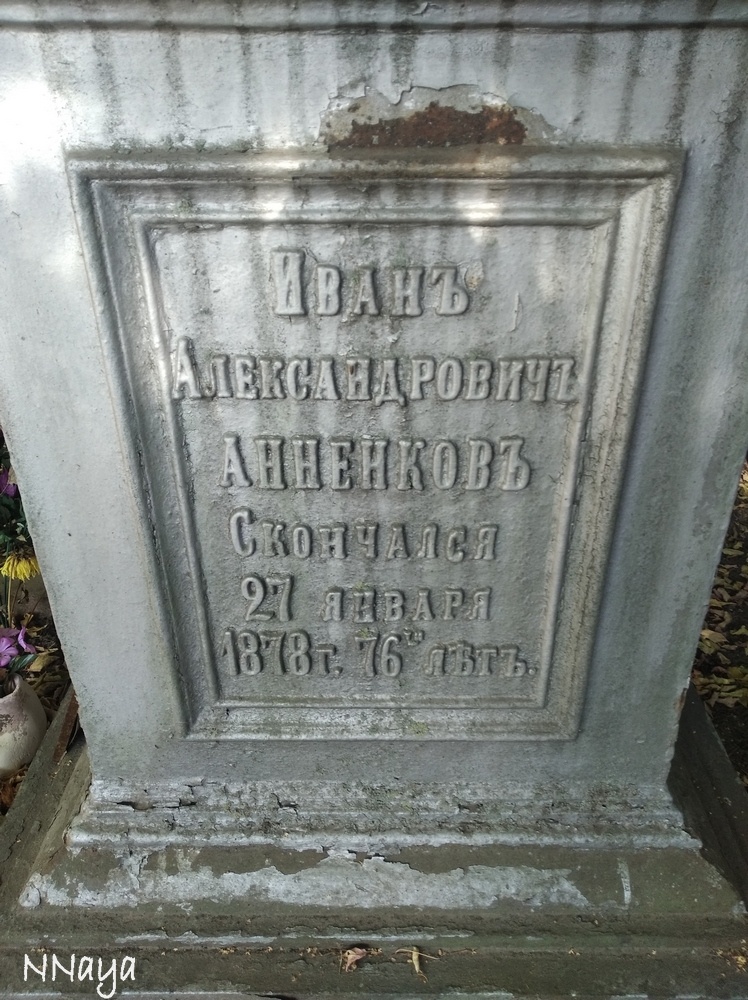 Иванъ
Александровичъ
Анненковъ
Скончался
27 января
1878 г. 76ти лѣтъ.
NNaya